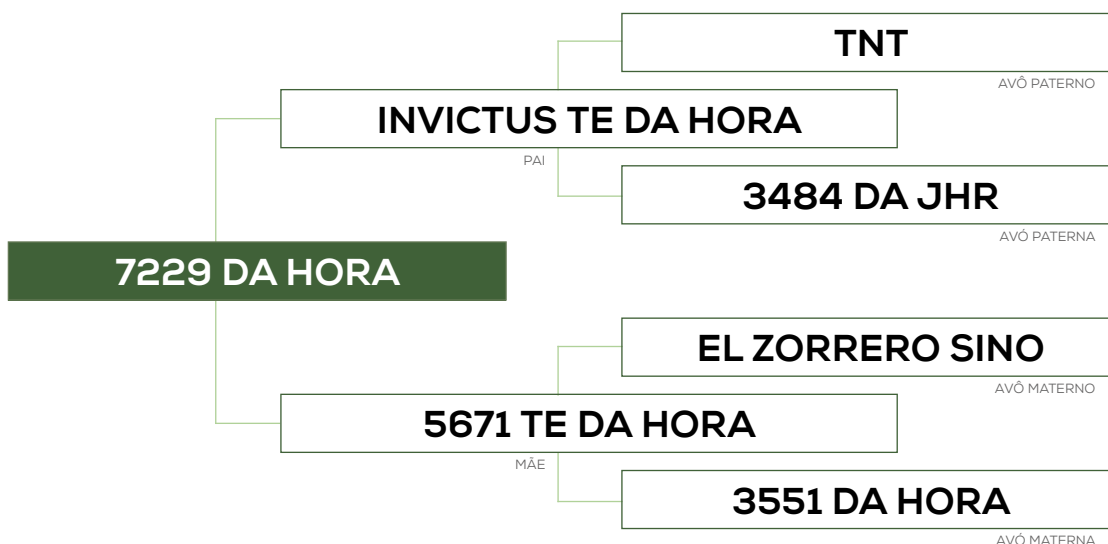 TNT
AVÔ PATERNO
INVICTUS TE DA HORA
PAI
3484 DA JHR
AVÓ PATERNA
7229 DA HORA
EL ZORRERO SINO
AVÔ MATERNO
5671 TE DA HORA
MÃE
3551 DA HORA
AVÓ MATERNA